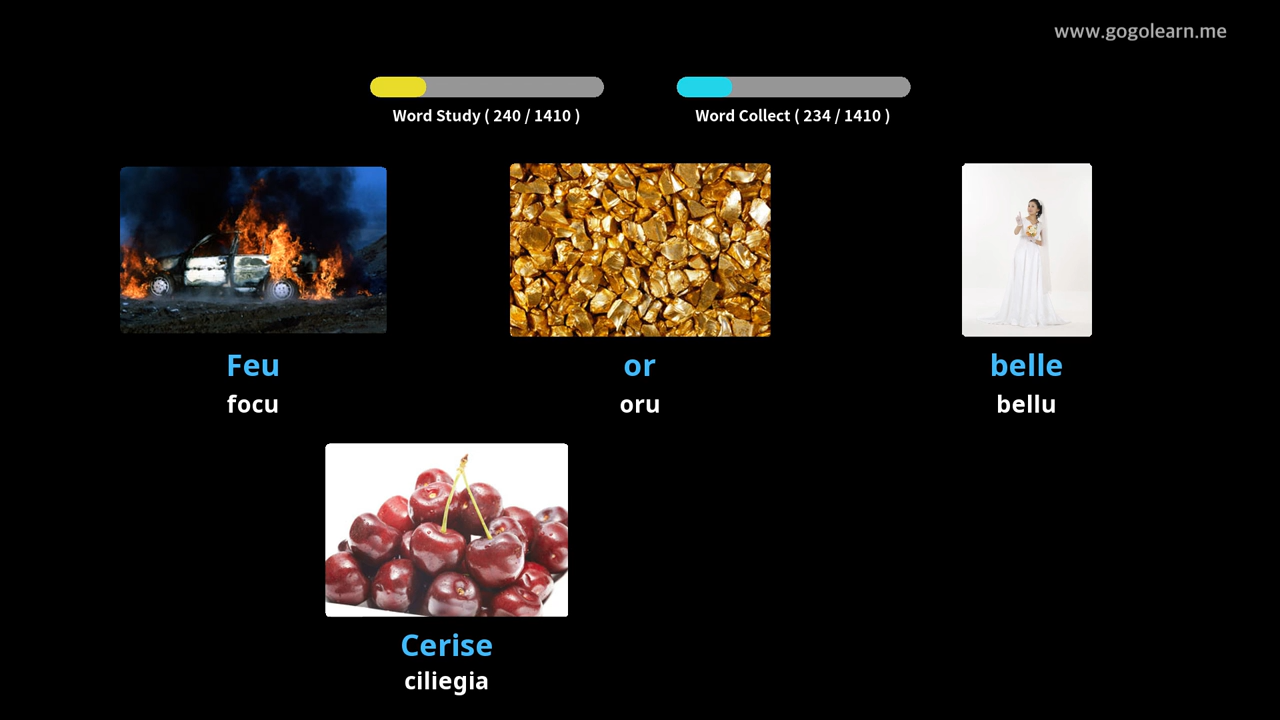 www.gogolearn.me
Word Study ( 240 / 1410 )
Word Collect ( 234 / 1410 )
Feu
focu
or
oru
belle
bellu
Cerise
ciliegia